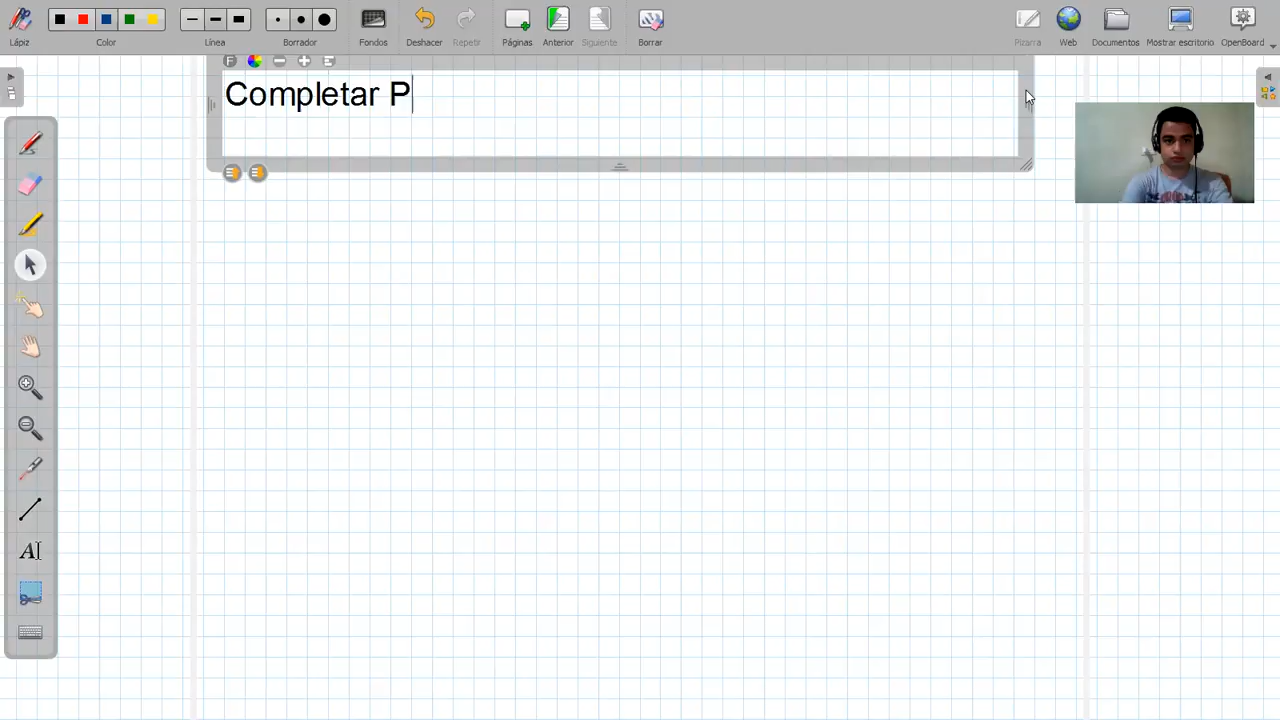 Lápiz
Color
Línea
Borrador
Fondos
Deshacer
Repetir
Páginas
Anterior
Siguiente
Borrar
Pizarra
Web
Documentos
Mostrar escritorio
OpenBoard
F
Completar P
A